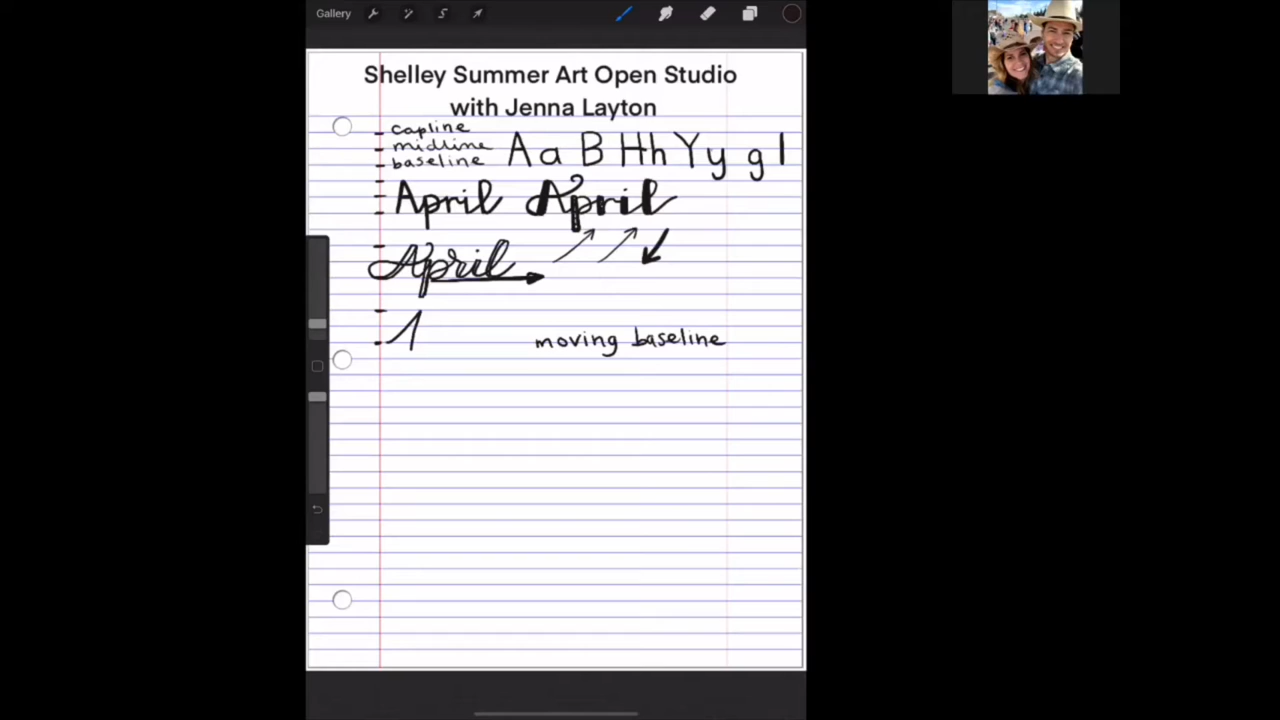 Gallery
Shelley Summer Art Open Studio
with Jenna Layton
capline
midline
baseline
A a B H h Y y g l
April April
April
moving baseline